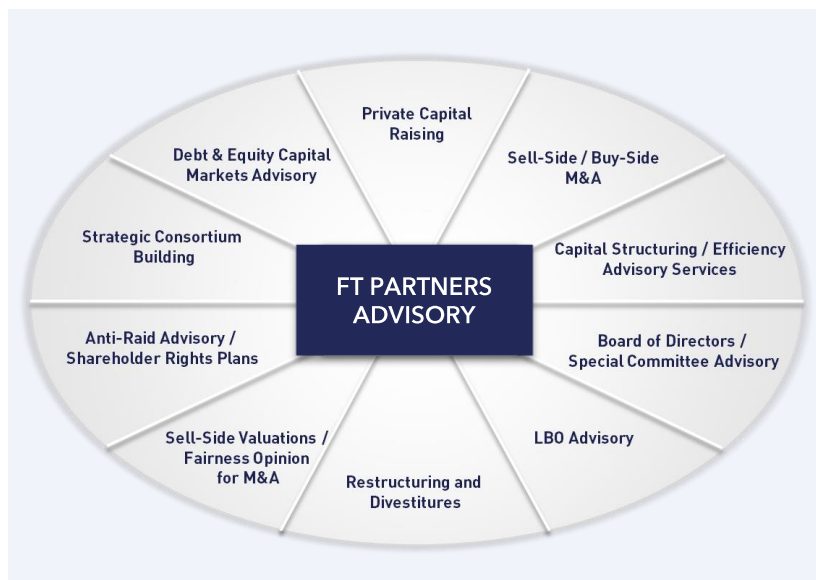 Private Capital
Raising
Debt & Equity Capital
Markets Advisory
Sell-Side / Buy-Side
M&A
Strategic Consortium
Building
Capital Structuring / Efficiency
Advisory Services
FT PARTNERS
ADVISORY
Anti-Raid Advisory /
Shareholder Rights Plans
Board of Directors /
Special Committee Advisory
Sell-Side Valuations /
Fairness Opinion
for M&A
LBO Advisory
Restructuring and
Divestitures